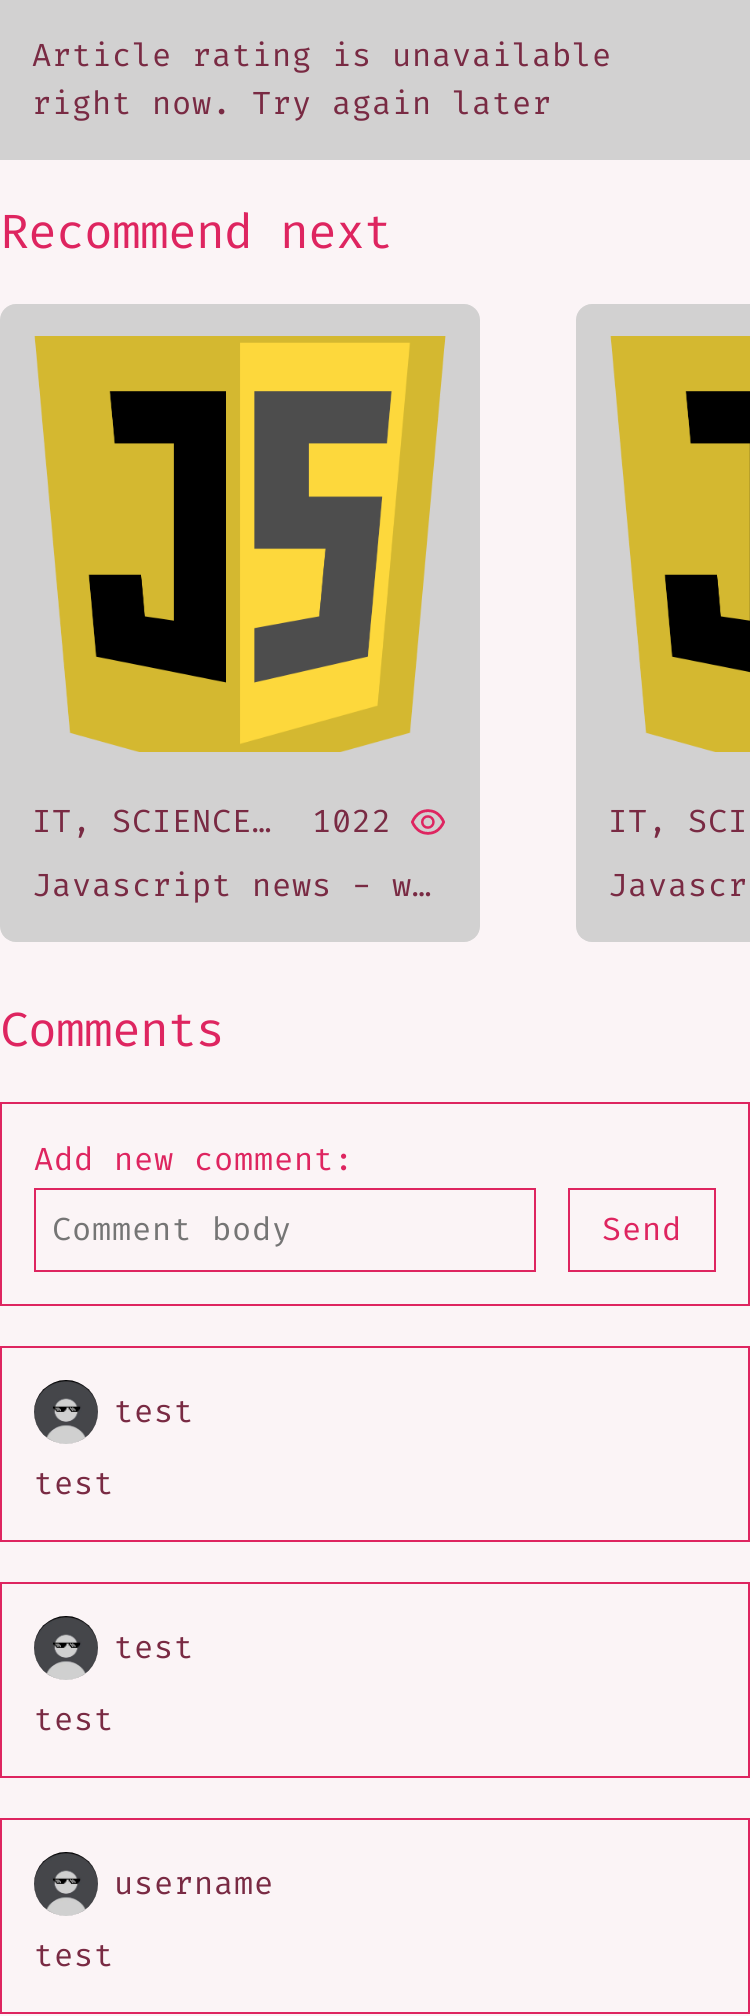 Article rating is unavailable
right now. Try again later
Recommend next
JS
J
IT, SCIENCE… 1022
IT, SCI
Javascript news - w…
Javascr
Comments
Add new comment:
Comment body
Send
test
test
test
test
username
test